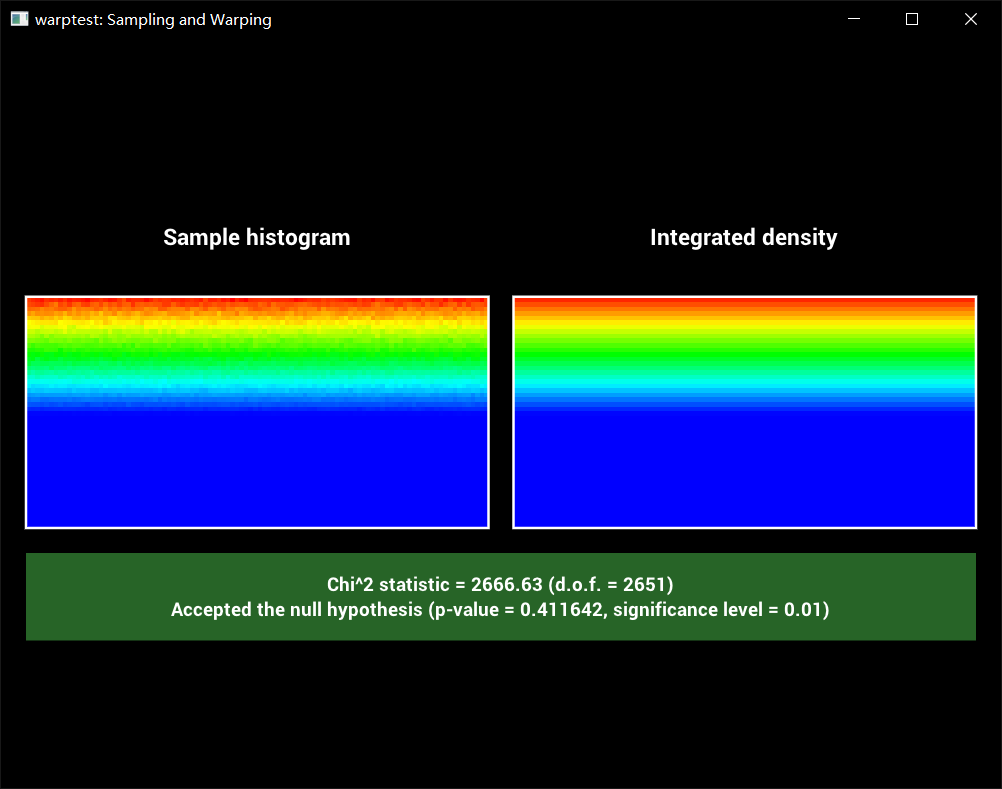 warptest: Sampling and Warping
Sample histogram
Integrated density
Chi^2 statistic = 2666.63 (d.o.f. = 2651)
Accepted the null hypothesis (p-value = 0.411642, significance level = 0.01)